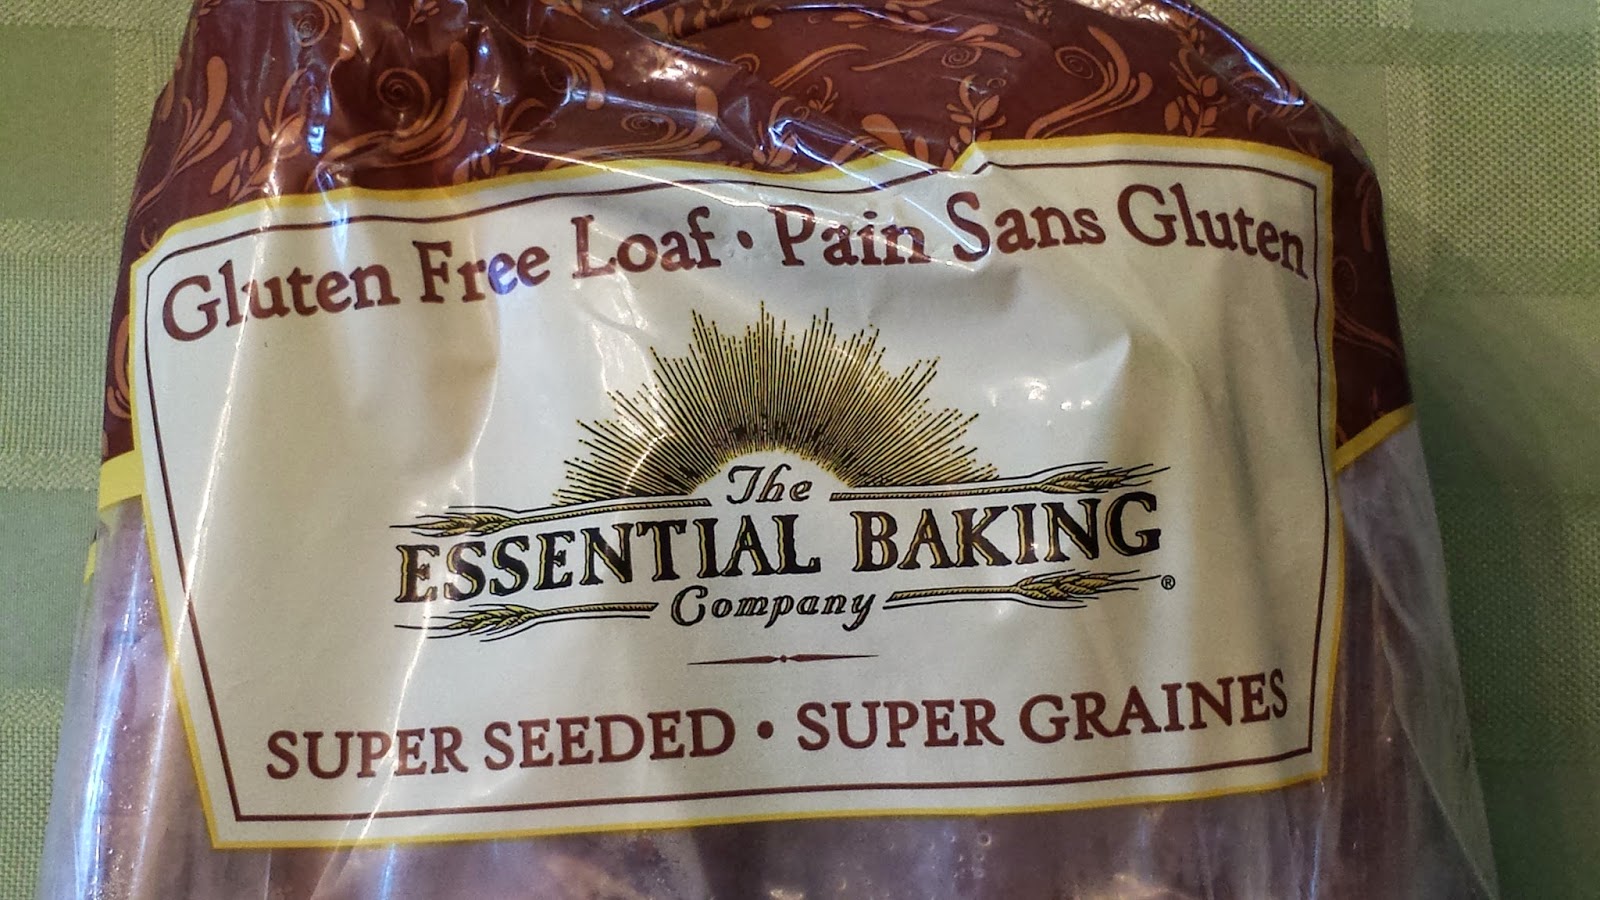 Gluten Free Loaf • Pain Sans Gluten
The
ESSENTIAL BAKING
Company
®
SUPER SEEDED • SUPER GRAINES